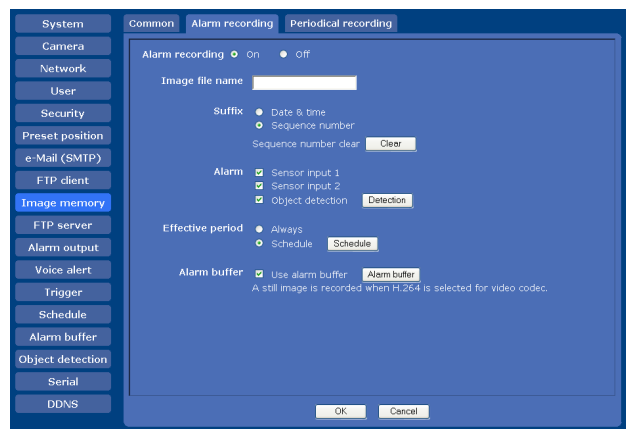 System
Camera
Network
User
Security
Preset position
e-Mail (SMTP)
FTP client
Image memory
FTP server
Alarm output
Voice alert
Trigger
Schedule
Alarm buffer
Object detection
Serial
DDNS
Common Alarm recording Periodical recording
Alarm recording On Off
Image file name
Suffix Date & time
Sequence number
Sequence number clear Clear
Alarm Sensor input 1
Sensor input 2
Object detection Detection
Effective period Always
Schedule Schedule
Alarm buffer Use alarm buffer Alarm buffer
A still image is recorded when H.264 is selected for video codec.
OK Cancel